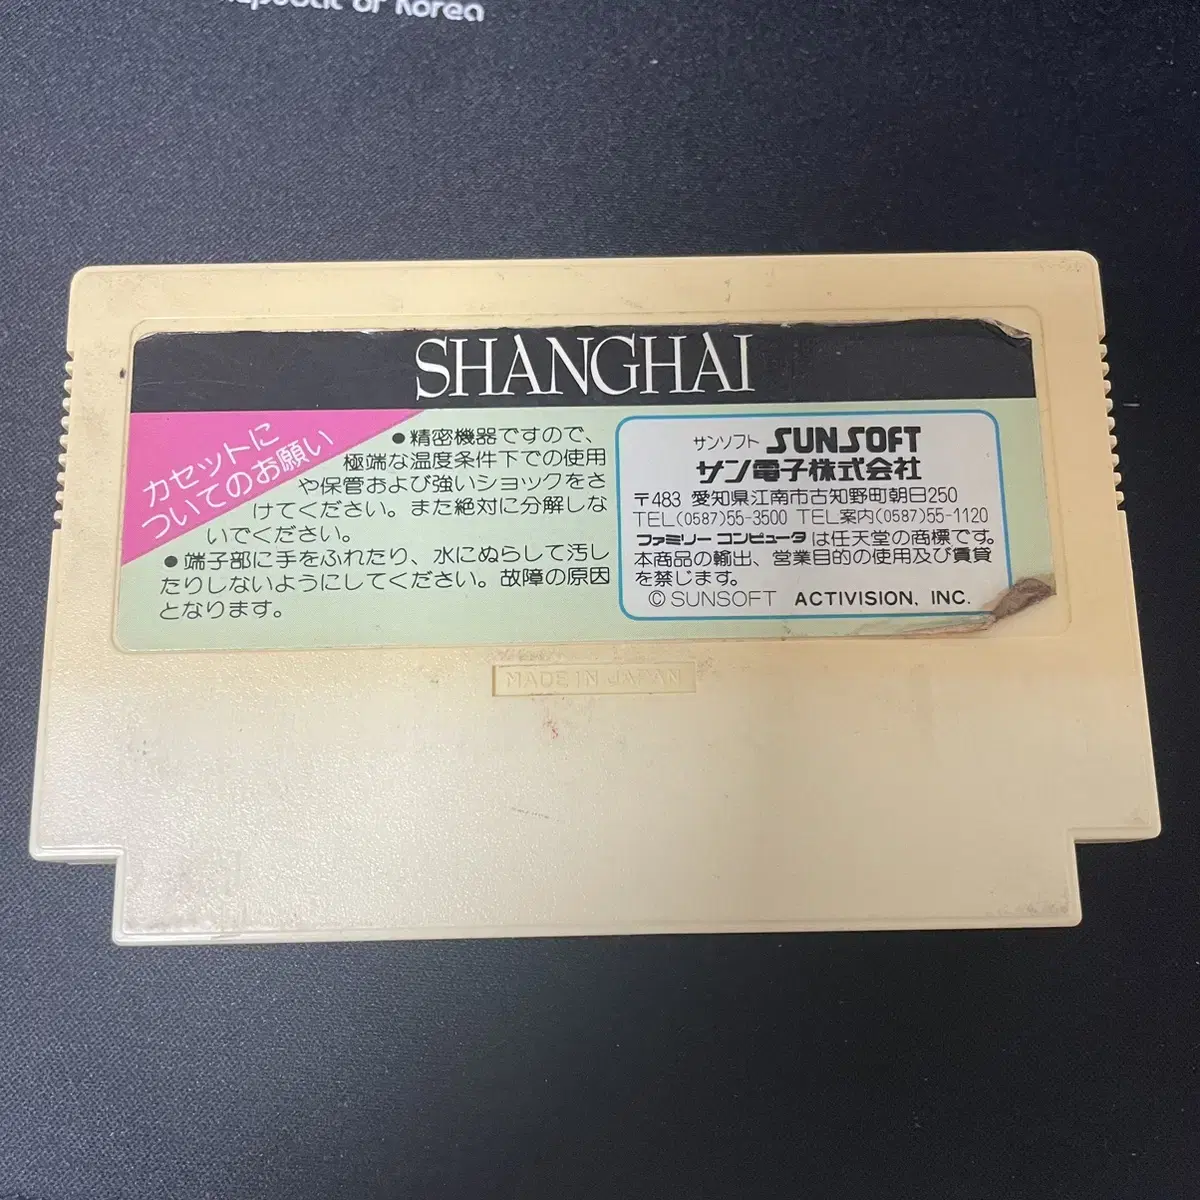 Republic of Korea
SHANGHAI
カセットに
ついてのお願い
●精密機器ですので、
極端な温度条件下での使用
や保管および強いショックをさ
けてください。また絶対に分解しな
いでください。
●端子部に手をふれたり、水にぬらして汚し
たりしないようにしてください。故障の原因
となります。
サンソフト SUNSOFT
サン電子株式会社
〒483 愛知県江南市古知野町朝日250
TEL(0587)55-3500 TEL案内(0587)55-1120
ファミリー コンピュータは任天堂の商標です。
本商品の輸出、営業目的の使用及び賃貸
を禁じます。
©SUNSOFT ACTIVISION, INC.
MADE IN JAPAN